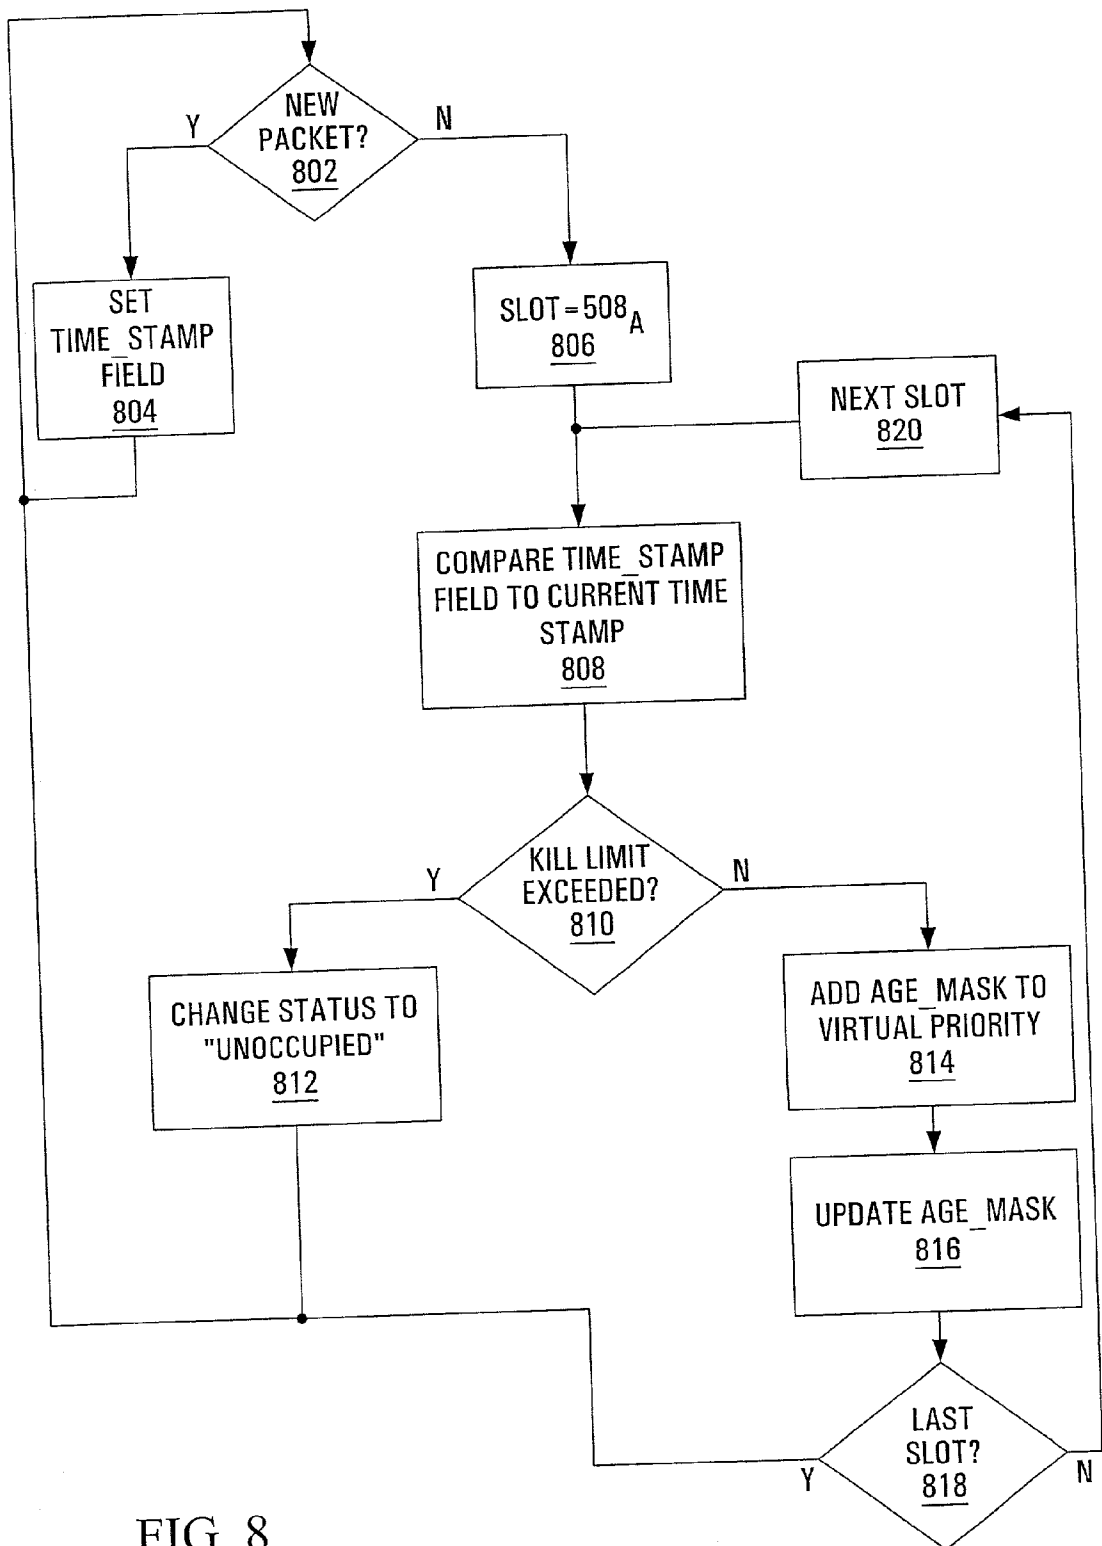 NEW
PACKET?
802
Y
N
SET
TIME_STAMP
FIELD
804
SLOT=508A
806
NEXT SLOT
820
COMPARE TIME_STAMP
FIELD TO CURRENT TIME
STAMP
808
KILL LIMIT
EXCEEDED?
810
Y
N
CHANGE STATUS TO
"UNOCCUPIED"
812
ADD AGE_MASK TO
VIRTUAL PRIORITY
814
UPDATE AGE_MASK
816
LAST
SLOT?
818
Y
N
FIG. 8